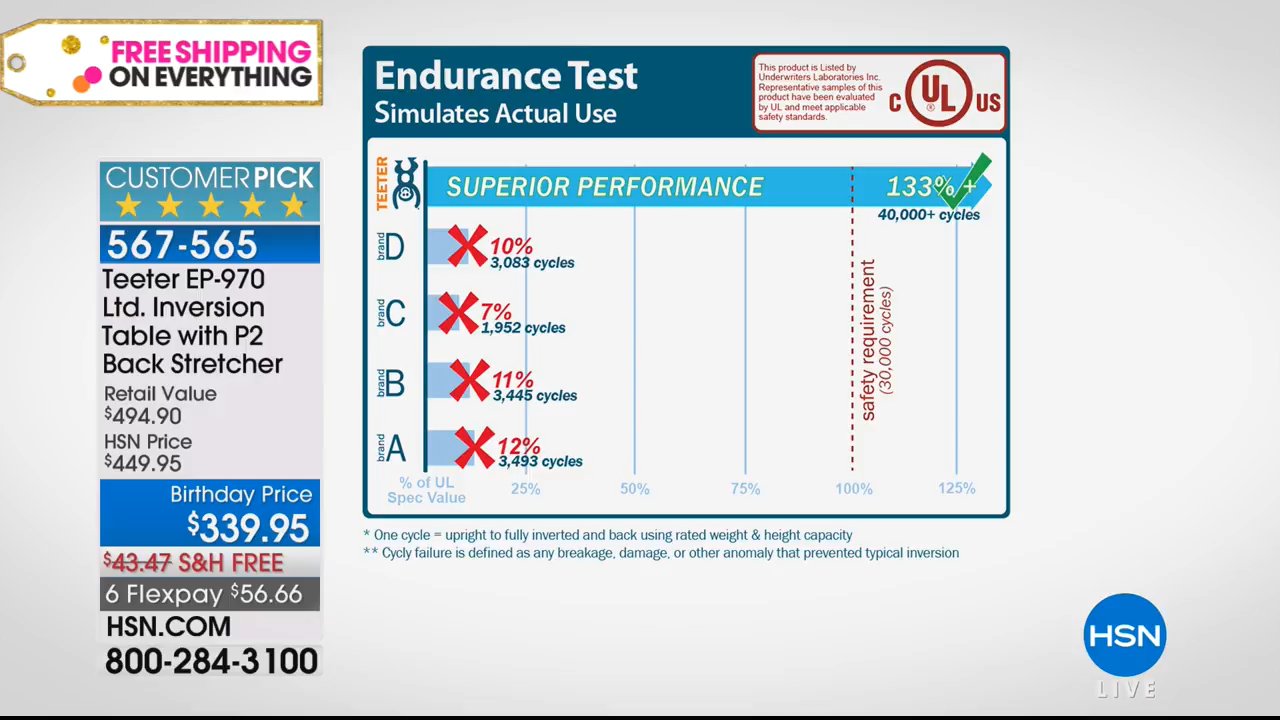 FREE SHIPPING
ON EVERYTHING
CUSTOMER PICK
567-565
Teeter EP-970
Ltd. Inversion
Table with P2
Back Stretcher
Retail Value
$494.90
HSN Price
$449.95
Birthday Price
$339.95
$43.47 S&H FREE
6 Flexpay $56.66
HSN.COM
800-284-3100
Endurance Test
Simulates Actual Use
This product is Listed by
Underwriters Laboratories Inc.
Representative samples of this
product have been evaluated
by UL and meet applicable
safety standards.
C UL ® US
TEETER
SUPERIOR PERFORMANCE
133% +
40,000+ cycles
brand D
10%
3,083 cycles
brand C
7%
1,952 cycles
brand B
11%
3,445 cycles
brand A
12%
3,493 cycles
safety requirement
(30,000 cycles)
% of UL
Spec Value
25%
50%
75%
100%
125%
* One cycle = upright to fully inverted and back using rated weight & height capacity
** Cycly failure is defined as any breakage, damage, or other anomaly that prevented typical inversion
HSN
LIVE